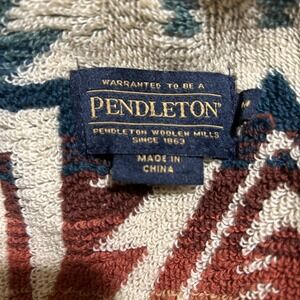 WARRANTED TO BE A
PENDLETON®
PENDLETON WOOLEN MILLS
SINCE 1863
MADE IN
CHINA